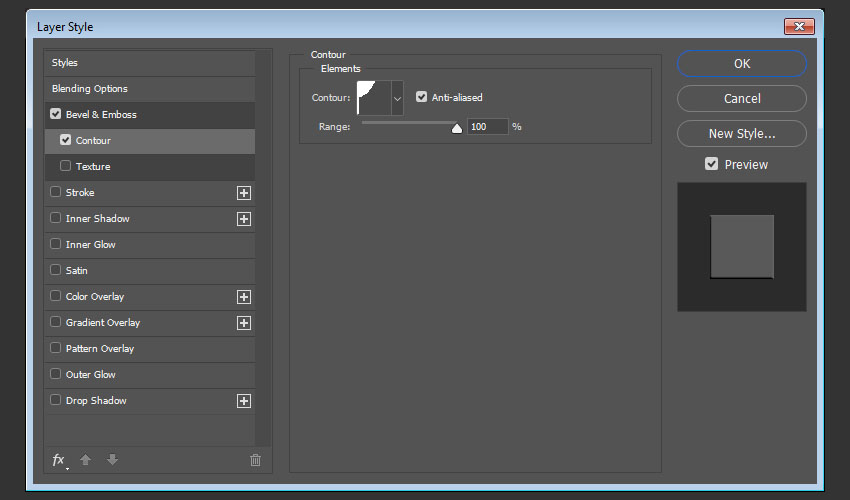 Layer Style
Styles
Blending Options
Bevel & Emboss
Contour
Texture
Stroke
Inner Shadow
Inner Glow
Satin
Color Overlay
Gradient Overlay
Pattern Overlay
Outer Glow
Drop Shadow
fx
Contour
Elements
Contour:
Anti-aliased
Range:
100
%
OK
Cancel
New Style...
Preview